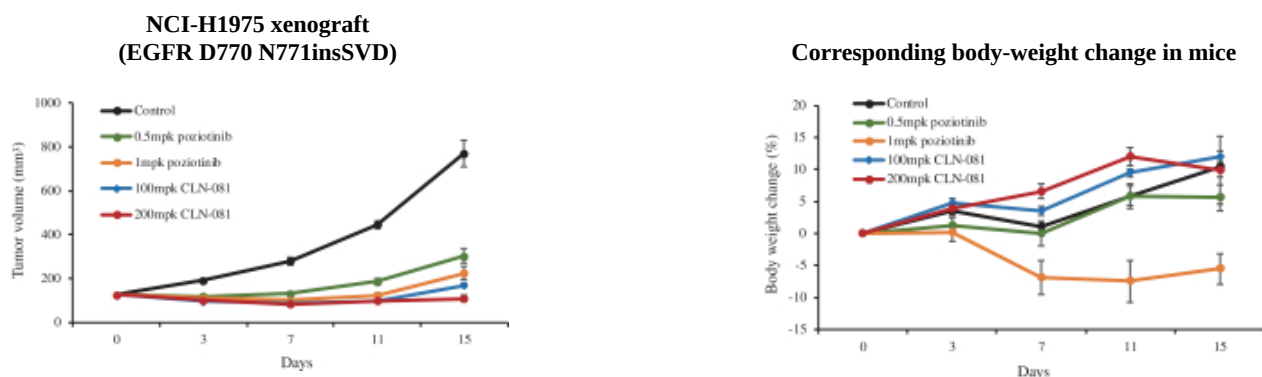 NCI-H1975 xenograft
(EGFR D770 N771insSVD)
1000
800
600
400
200
0
Tumor volume (mm³)
Control
0.5mpk poziotinib
1mpk poziotinib
100mpk CLN-081
200mpk CLN-081
0 3 7 11 15
Days
Corresponding body-weight change in mice
20
15
10
5
0
-5
-10
-15
Body weight change (%)
Control
0.5mpk poziotinib
1mpk poziotinib
100mpk CLN-081
200mpk CLN-081
0 3 7 11 15
Days